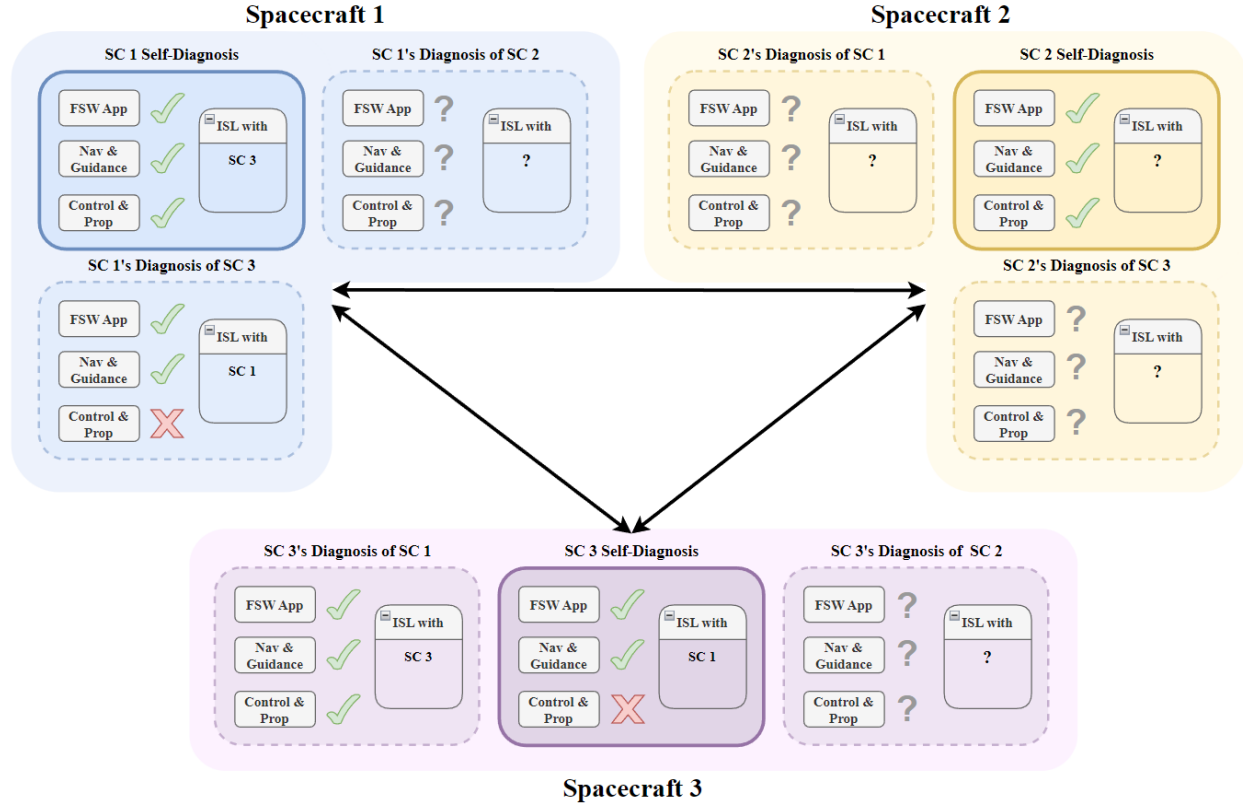 Spacecraft 1
SC 1 Self-Diagnosis
FSW App
Nav &
Guidance
Control &
Prop
ISL with
SC 3
SC 1's Diagnosis of SC 2
FSW App
?
Nav &
Guidance
?
Control &
Prop
?
ISL with
?
SC 1's Diagnosis of SC 3
FSW App
Nav &
Guidance
Control &
Prop
ISL with
SC 1
Spacecraft 2
SC 2's Diagnosis of SC 1
FSW App
?
Nav &
Guidance
?
Control &
Prop
?
ISL with
?
SC 2 Self-Diagnosis
FSW App
Nav &
Guidance
Control &
Prop
ISL with
?
SC 2's Diagnosis of SC 3
FSW App
?
Nav &
Guidance
?
Control &
Prop
?
ISL with
?
SC 3's Diagnosis of SC 1
FSW App
Nav &
Guidance
Control &
Prop
ISL with
SC 3
SC 3 Self-Diagnosis
FSW App
Nav &
Guidance
Control &
Prop
ISL with
SC 1
SC 3's Diagnosis of SC 2
FSW App
?
Nav &
Guidance
?
Control &
Prop
?
ISL with
?
Spacecraft 3